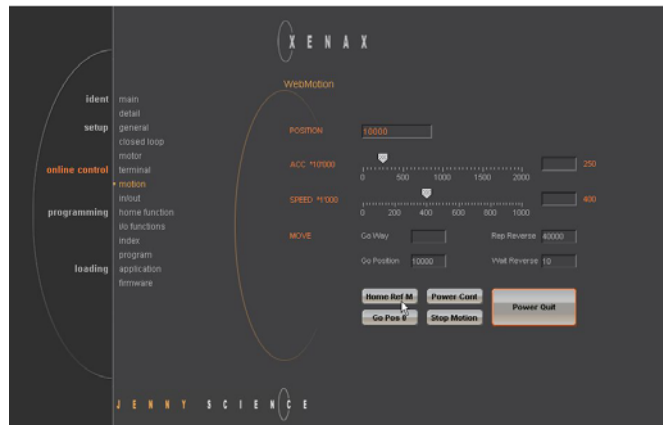 XENAX
WebMotion
ident
setup
online control
programming
loading
main
detail
general
closed loop
motor
terminal
motion
in/out
home function
i/o functions
index
program
application
firmware
POSITION 10000
ACC *10'000 0 500 1000 1500 2000 250
SPEED *1'000 0 200 400 600 800 1000 400
MOVE Go Way Rep Reverse 40000
Go Position 10000 Wait Reverse 10
Home Ref M Power Cont Power Quit
Go Pos 0 Stop Motion
JENNY SCIENCE